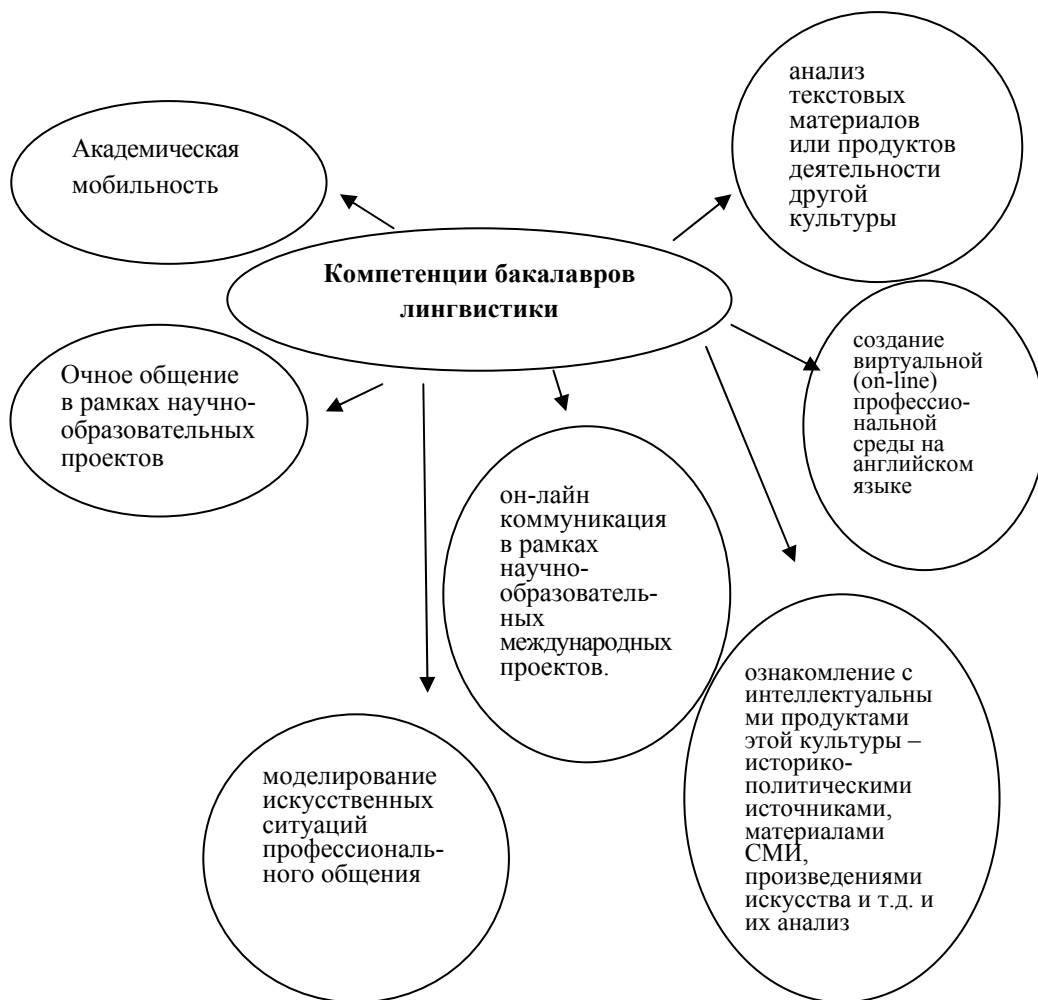 анализ
текстовых
материалов
или продуктов
деятельности
другой
культуры
Академическая
мобильность
Компетенции бакалавров
лингвистики
создание
виртуальной
(on-line)
профессио-
нальной
среды на
английском
языке
Очное общение
в рамках научно-
образовательных
проектов
он-лайн
коммуникация
в рамках
научно-
образователь-
ных
международных
проектов.
ознакомление с
интеллектуальны
ми продуктами
этой культуры –
историко-
политическими
источниками,
материалами
СМИ,
произведениями
искусства и т.д. и
их анализ
моделирование
искусственных
ситуаций
профессиональ-
ного общения